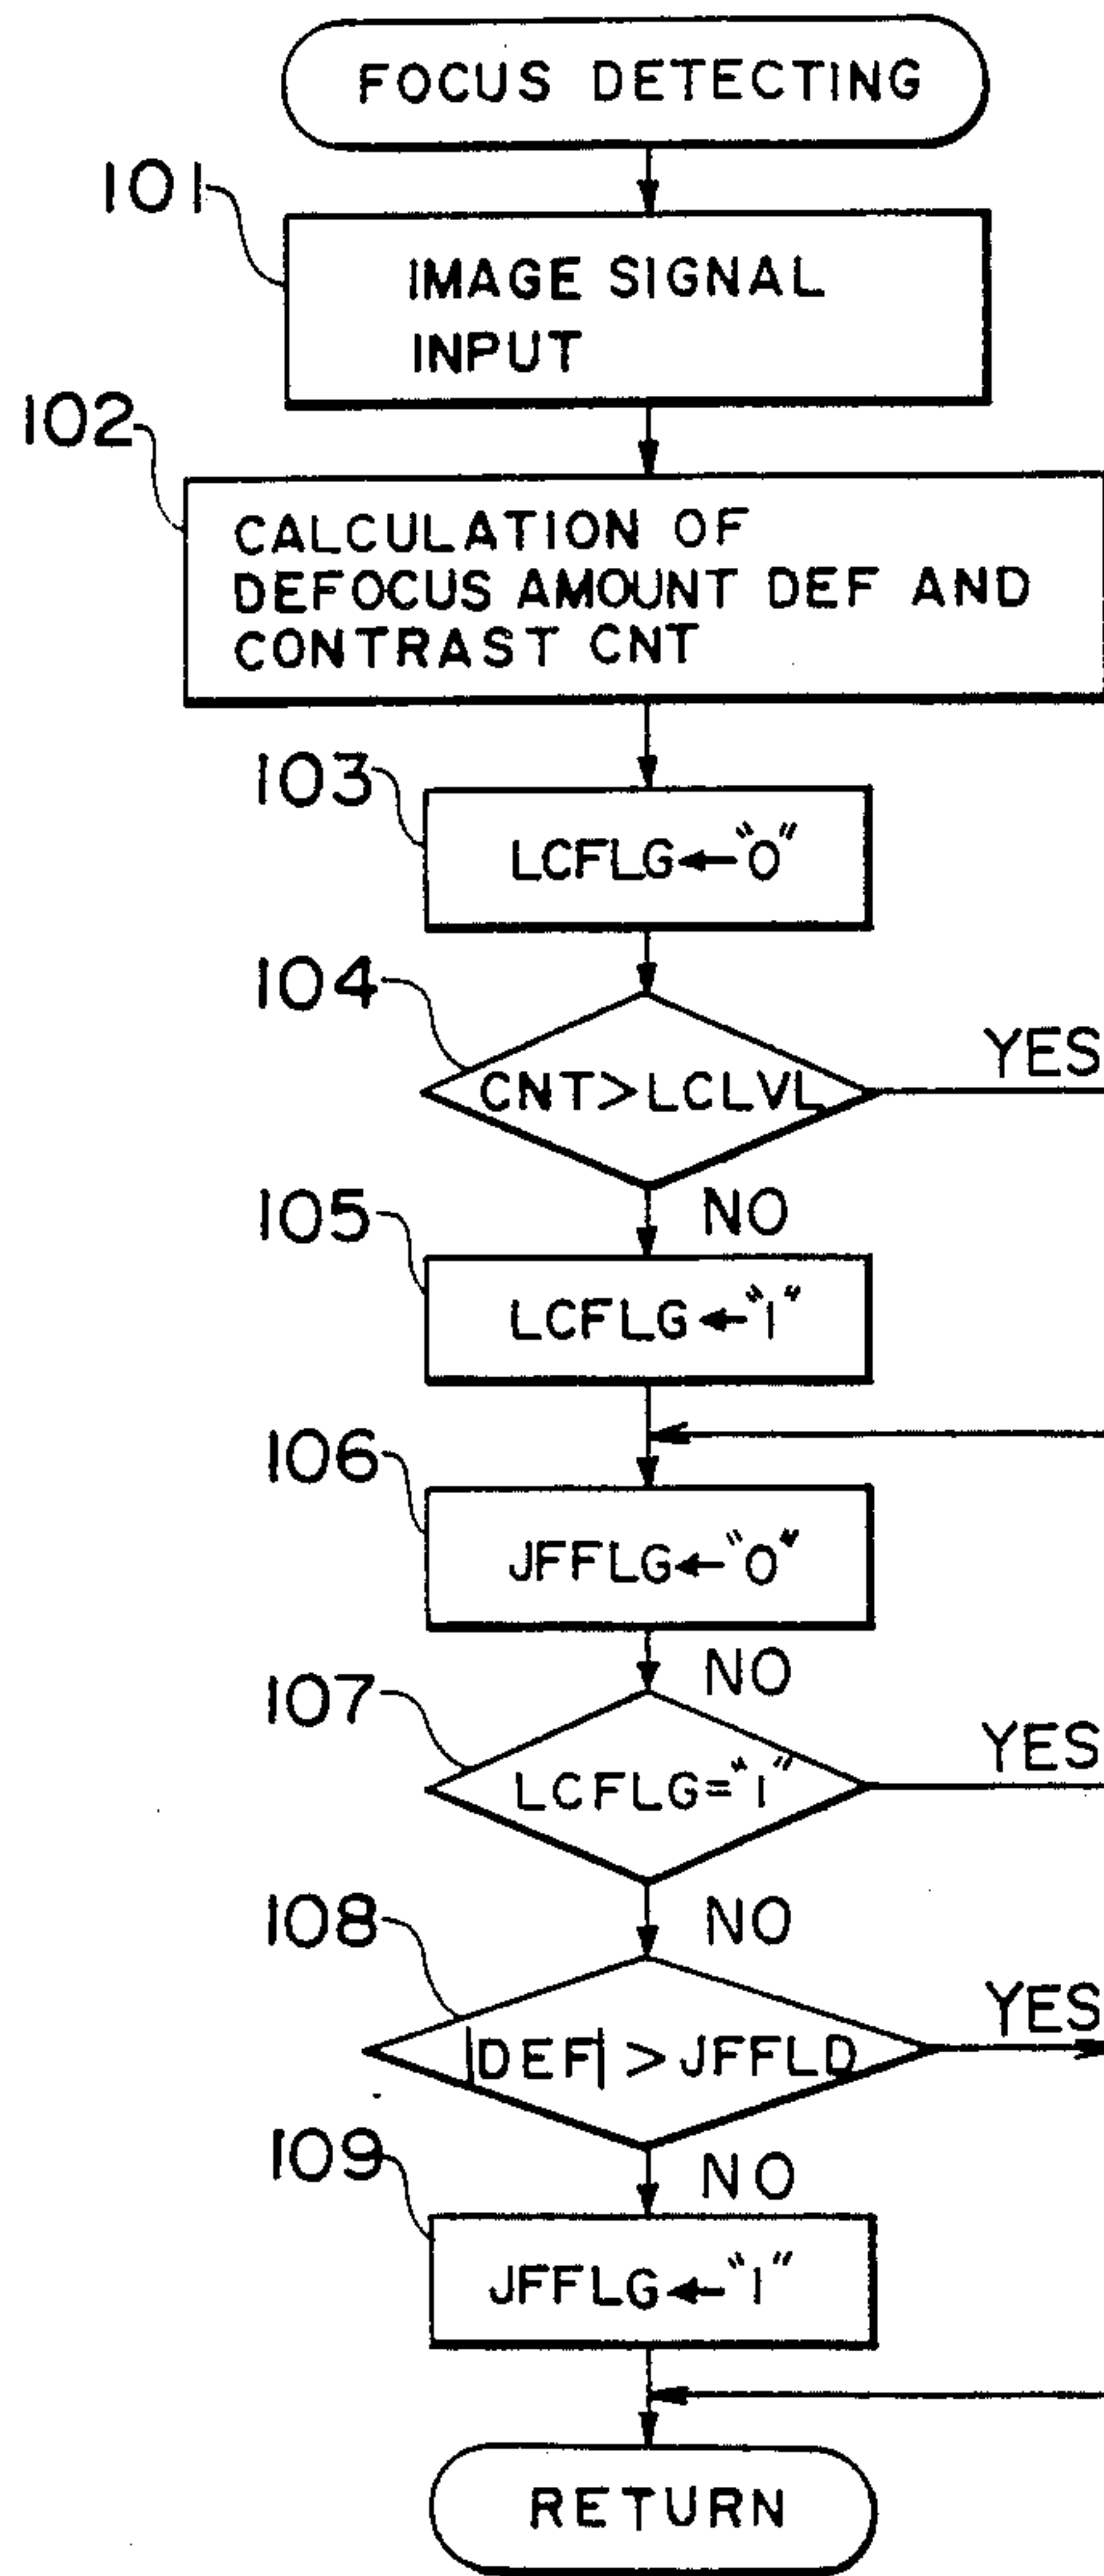 FOCUS DETECTING
101
IMAGE SIGNAL
INPUT
102
CALCULATION OF
DEFOCUS AMOUNT DEF AND
CONTRAST CNT
103
LCFLG←"0"
104
CNT>LCLVL
YES
NO
105
LCFLG←"1"
106
JFFLG←"0"
NO
107
LCFLG="1"
YES
NO
108
|DEF|>JFFLD
YES
NO
109
JFFLG←"1"
RETURN